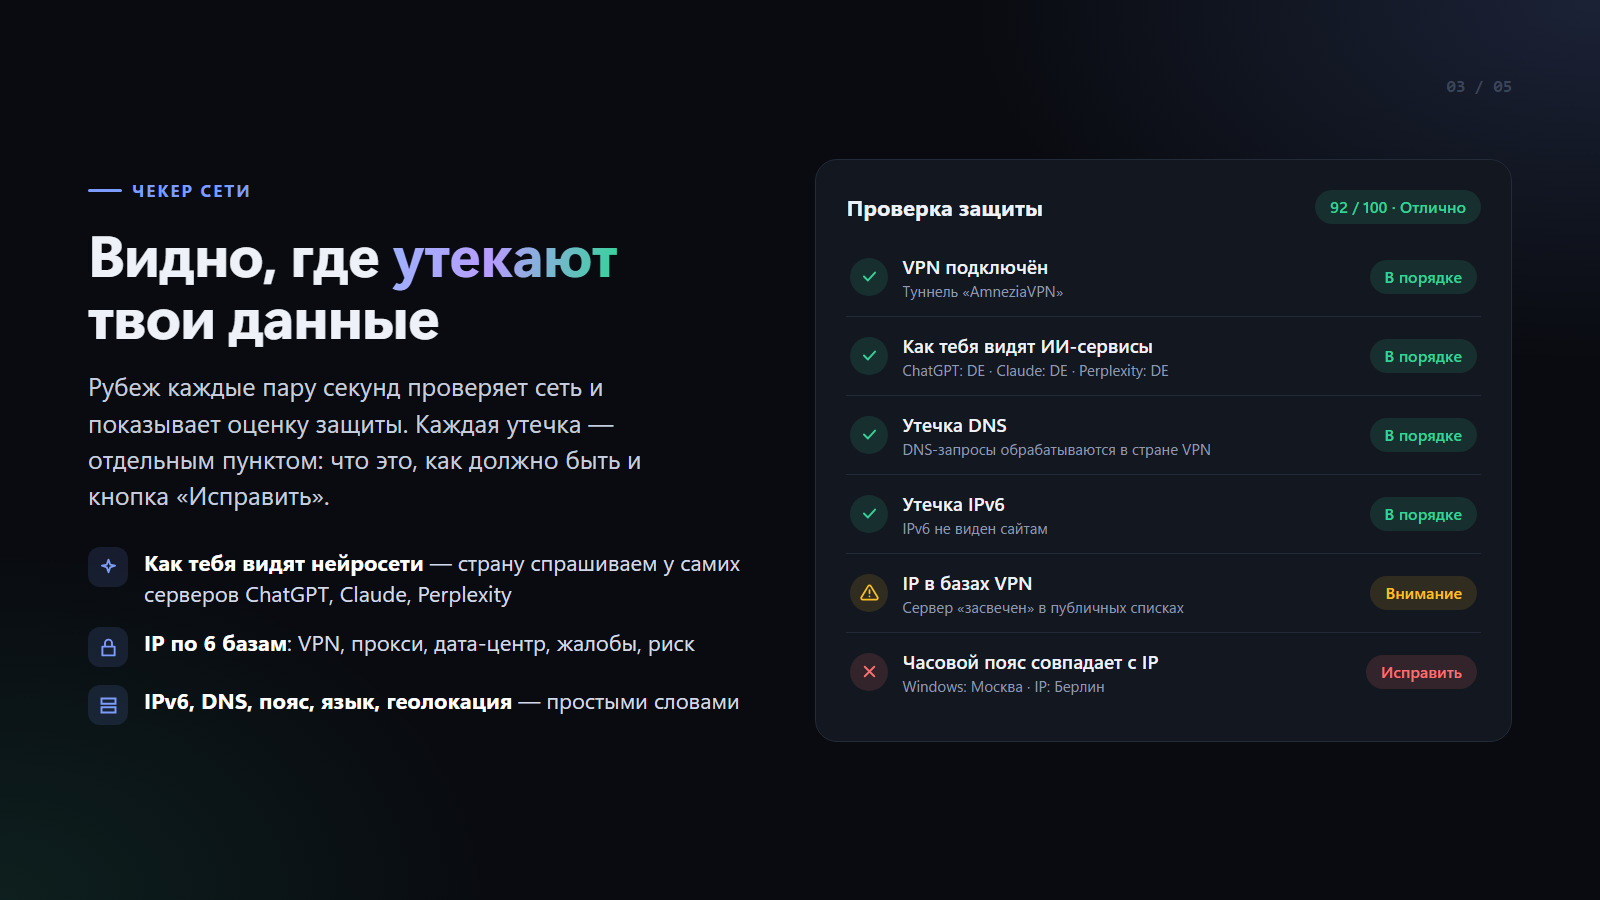 03 / 05
ЧЕКЕР СЕТИ
Видно, где утекают
твои данные
Рубеж каждые пару секунд проверяет сеть и
показывает оценку защиты. Каждая утечка —
отдельным пунктом: что это, как должно быть и
кнопка «Исправить».
Как тебя видят нейросети — страну спрашиваем у самих
серверов ChatGPT, Claude, Perplexity
IP по 6 базам: VPN, прокси, дата-центр, жалобы, риск
IPv6, DNS, пояс, язык, геолокация — простыми словами
Проверка защиты
92 / 100 · Отлично
VPN подключён
Туннель «AmneziaVPN»
В порядке
Как тебя видят ИИ-сервисы
ChatGPT: DE · Claude: DE · Perplexity: DE
В порядке
Утечка DNS
DNS-запросы обрабатываются в стране VPN
В порядке
Утечка IPv6
IPv6 не виден сайтам
В порядке
IP в базах VPN
Сервер «засвечен» в публичных списках
Внимание
Часовой пояс совпадает с IP
Windows: Москва · IP: Берлин
Исправить